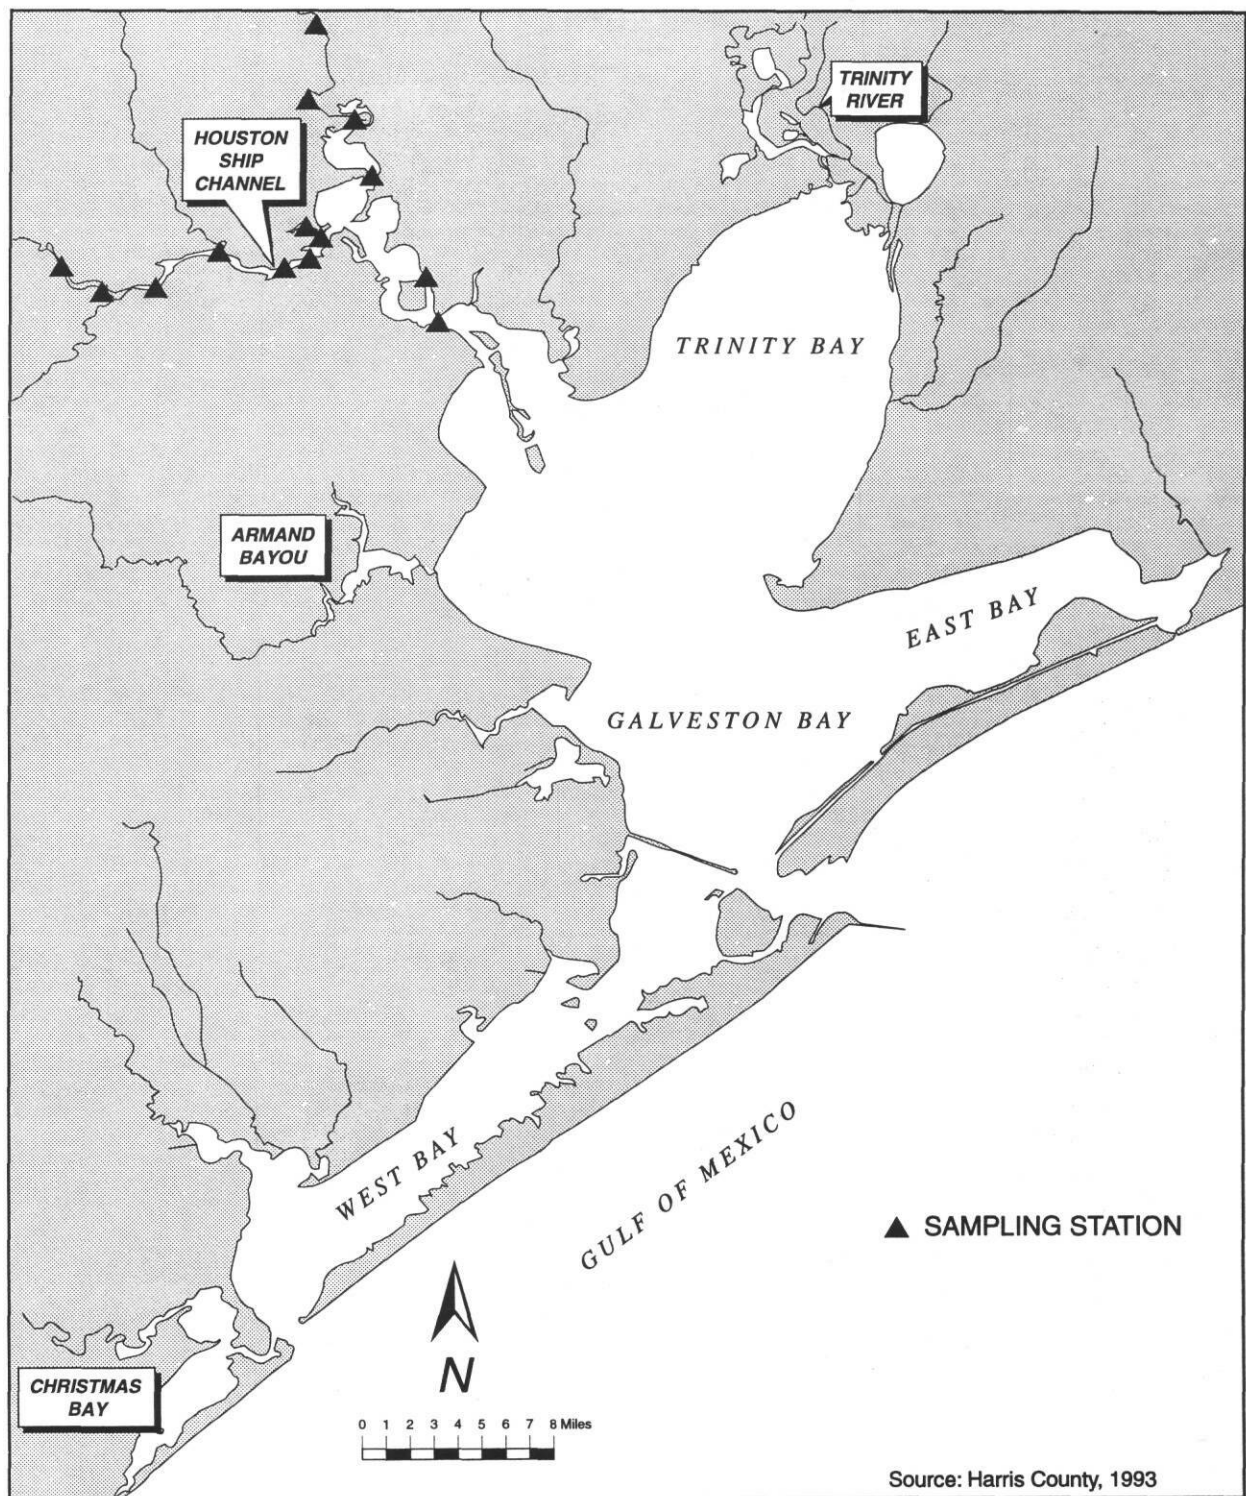 TRINITY
RIVER
HOUSTON
SHIP
CHANNEL
TRINITY BAY
ARMAND
BAYOU
EAST BAY
GALVESTON BAY
WEST BAY
GULF OF MEXICO
SAMPLING STATION
N
CHRISTMAS
BAY
0 1 2 3 4 5 6 7 8 Miles
Source: Harris County, 1993